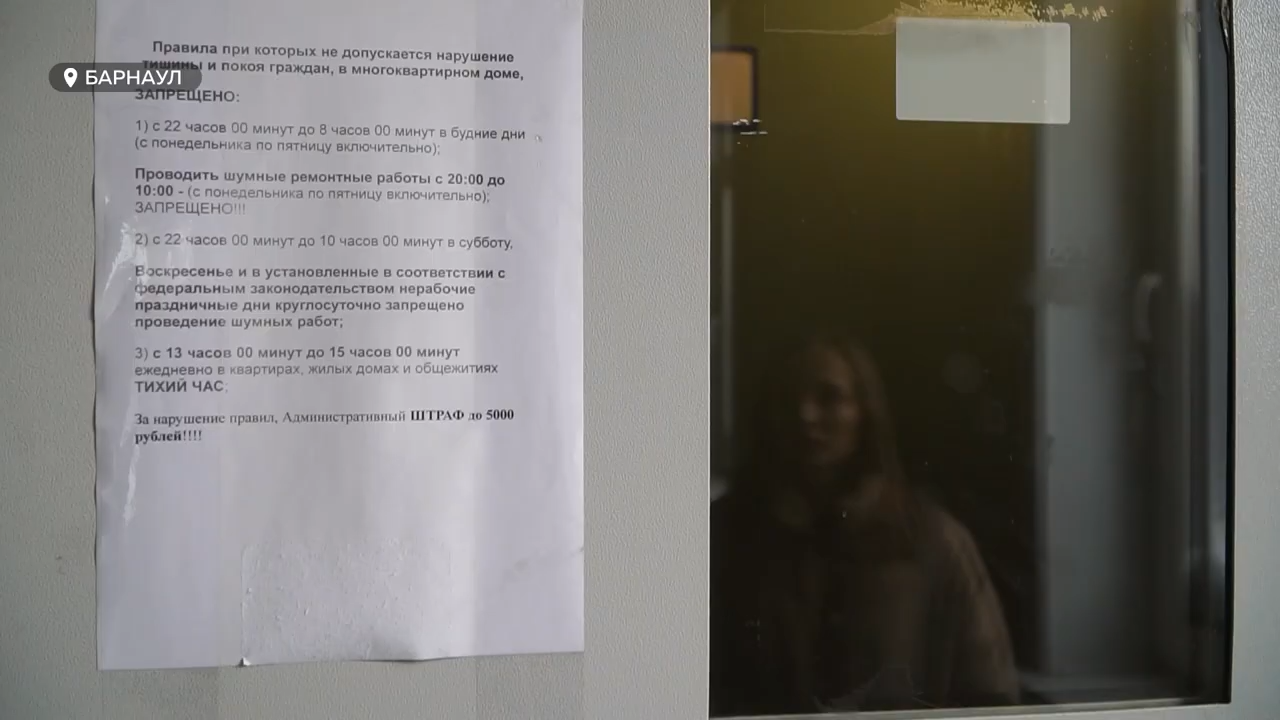 БАРНАУЛ
Правила при которых не допускается нарушение
тишины и покоя граждан, в многоквартирном доме,
ЗАПРЕЩЕНО:
1) с 22 часов 00 минут до 8 часов 00 минут в будние дни
(с понедельника по пятницу включительно);
Проводить шумные ремонтные работы с 20:00 до
10:00 - (с понедельника по пятницу включительно);
ЗАПРЕЩЕНО!!!
2) с 22 часов 00 минут до 10 часов 00 минут в субботу,
Воскресенье и в установленные в соответствии с
федеральным законодательством нерабочие
праздничные дни круглосуточно запрещено
проведение шумных работ;
3) с 13 часов 00 минут до 15 часов 00 минут
ежедневно в квартирах, жилых домах и общежитиях
ТИХИЙ ЧАС;
За нарушение правил, Административный ШТРАФ до 5000
рублей!!!!